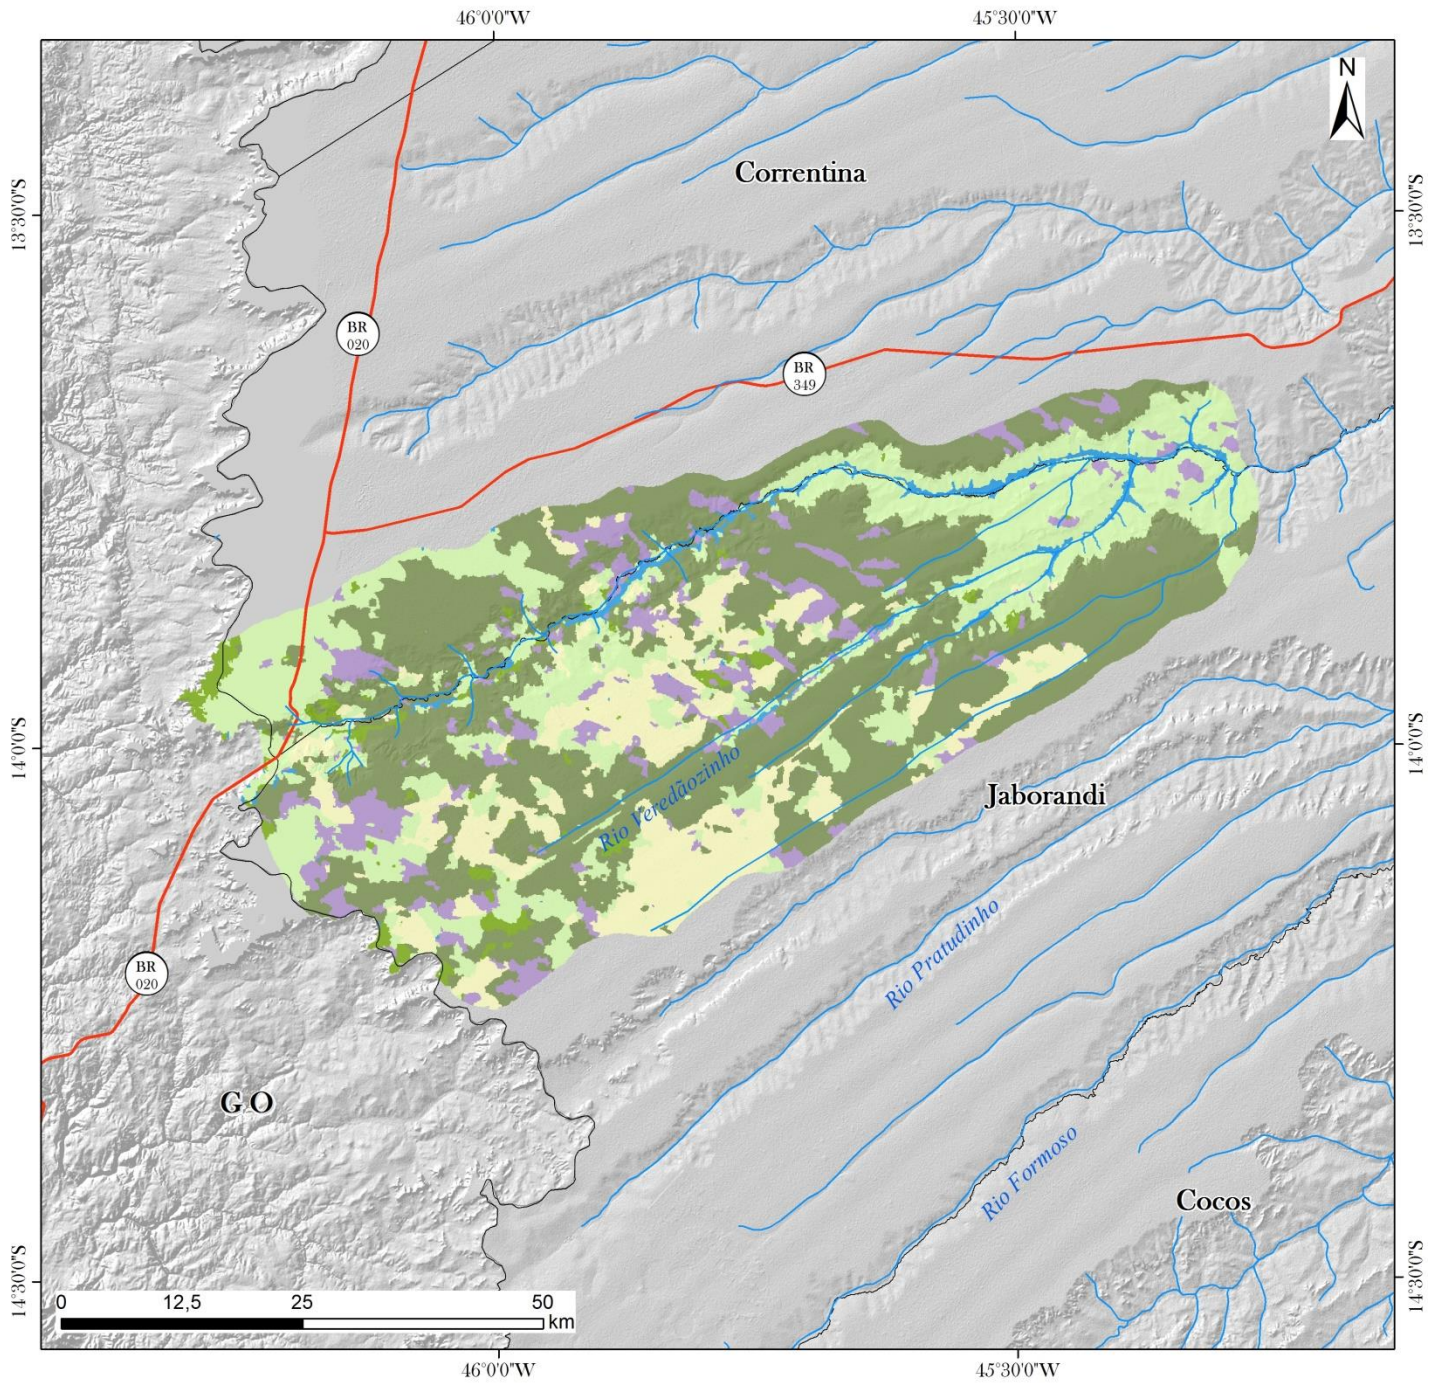 46°0'0"W
45°30'0"W
N
Correntina
13°30'0"S
13°30'0"S
BR
020
BR
349
14°0'0"S
14°0'0"S
Jaborandi
Rio Veredãozinho
Rio Pratudinho
BR
020
GO
Rio Formoso
Cocos
14°30'0"S
14°30'0"S
0 12,5 25 50
km
46°0'0"W
45°30'0"W